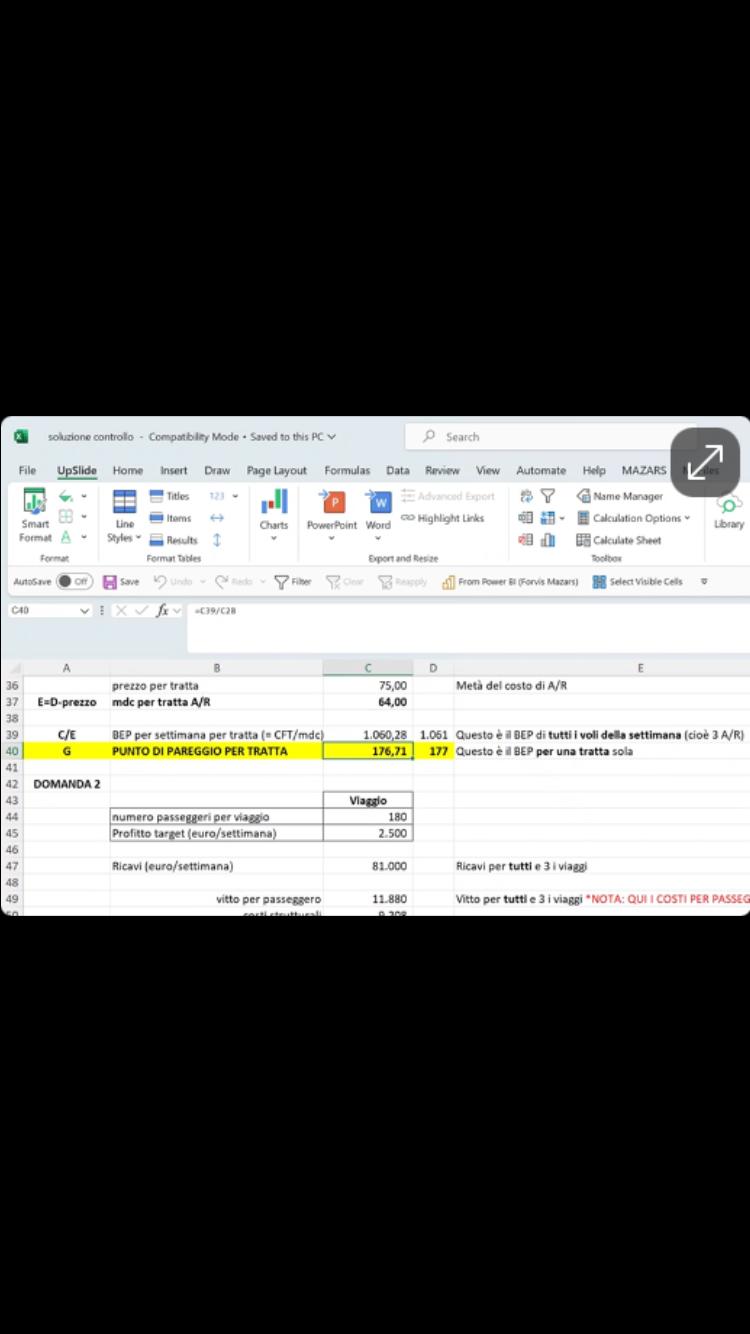 soluzione controllo - Compatibility Mode • Saved to this PC
Search
File UpSlide Home Insert Draw Page Layout Formulas Data Review View Automate Help MAZARS
Smart Format
Line Styles
Titles
Items
Results
123
Charts
PowerPoint
Word
Advanced Export
Highlight Links
Name Manager
Calculation Options
Calculate Sheet
Library
Format
Format Tables
Export and Resize
Toolbox
AutoSave Off Save Undo Redo Filter Clear Reapply From Power BI (Forvis Mazars) Select Visible Cells
C40 fx =C39/C28
A B C D E
36 prezzo per tratta 75,00 Metà del costo di A/R
37 E=D-prezzo mdc per tratta A/R 64,00
38
39 C/E BEP per settimana per tratta (= CFT/mdc) 1.060,28 1.061 Questo è il BEP di tutti i voli della settimana (cioè 3 A/R)
40 G PUNTO DI PAREGGIO PER TRATTA 176,71 177 Questo è il BEP per una tratta sola
41
42 DOMANDA 2
43 Viaggio
44 numero passeggeri per viaggio 180
45 Profitto target (euro/settimana) 2.500
46
47 Ricavi (euro/settimana) 81.000 Ricavi per tutti e 3 i viaggi
48
49 vitto per passeggero 11.880 Vitto per tutti e 3 i viaggi *NOTA: QUI I COSTI PER PASSEG
50 costi strutturali 9.208